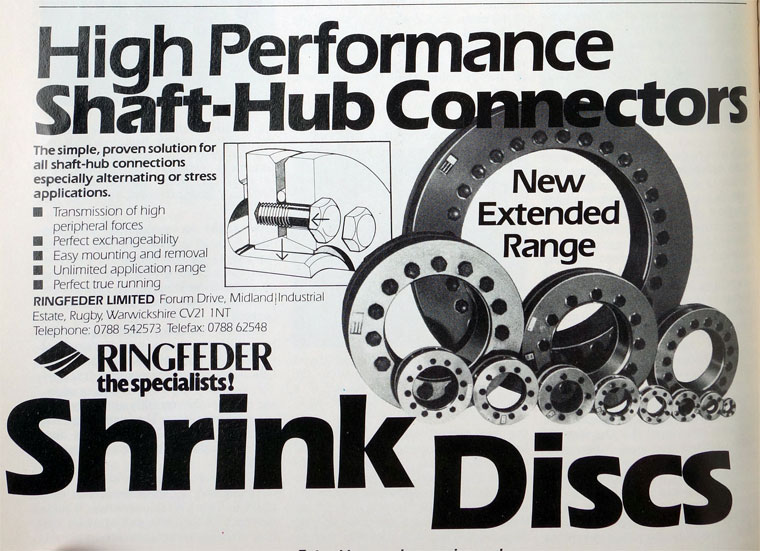 High Performance
Shaft-Hub Connectors
The simple, proven solution for
all shaft-hub connections
especially alternating or stress
applications.
Transmission of high
peripheral forces
Perfect exchangeability
Easy mounting and removal
Unlimited application range
Perfect true running
New
Extended
Range
RINGFEDER LIMITED Forum Drive, Midland Industrial
Estate, Rugby, Warwickshire CV21 1NT
Telephone: 0788 542573 Telefax: 0788 62548
RINGFEDER
the specialists!
Shrink
Discs